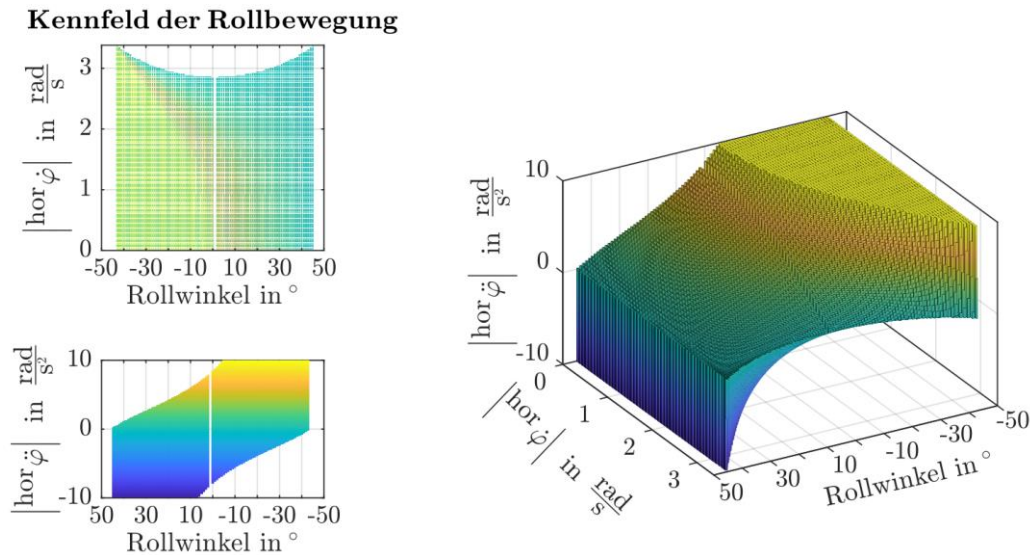 Kennfeld der Rollbewegung
|hor φ̇| in rad/s
3
2
1
0
-50 -30 -10 10 30 50
Rollwinkel in °
|hor φ̈| in rad/s²
10
0
-10
50 30 10 -10 -30 -50
Rollwinkel in °
|hor φ̈| in rad/s²
10
0
-10
0
1
2
3
|hor φ̇| in rad/s
50 30 10 -10 -30 -50
Rollwinkel in °